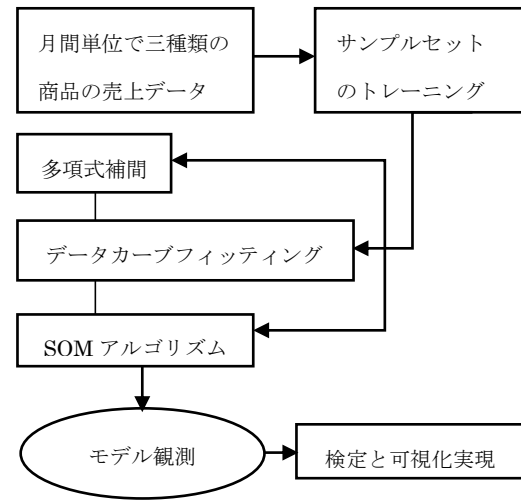 月間単位で三種類の
商品の売上データ
サンプルセット
のトレーニング
多項式補間
データカーブフィッティング
SOM アルゴリズム
モデル観測
検定と可視化実現